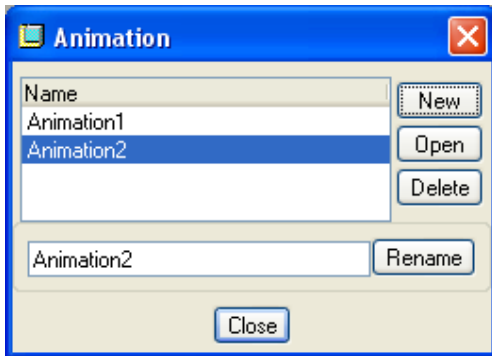 Animation
Name
New
Animation1
Animation2
Open
Delete
Animation2
Rename
Close